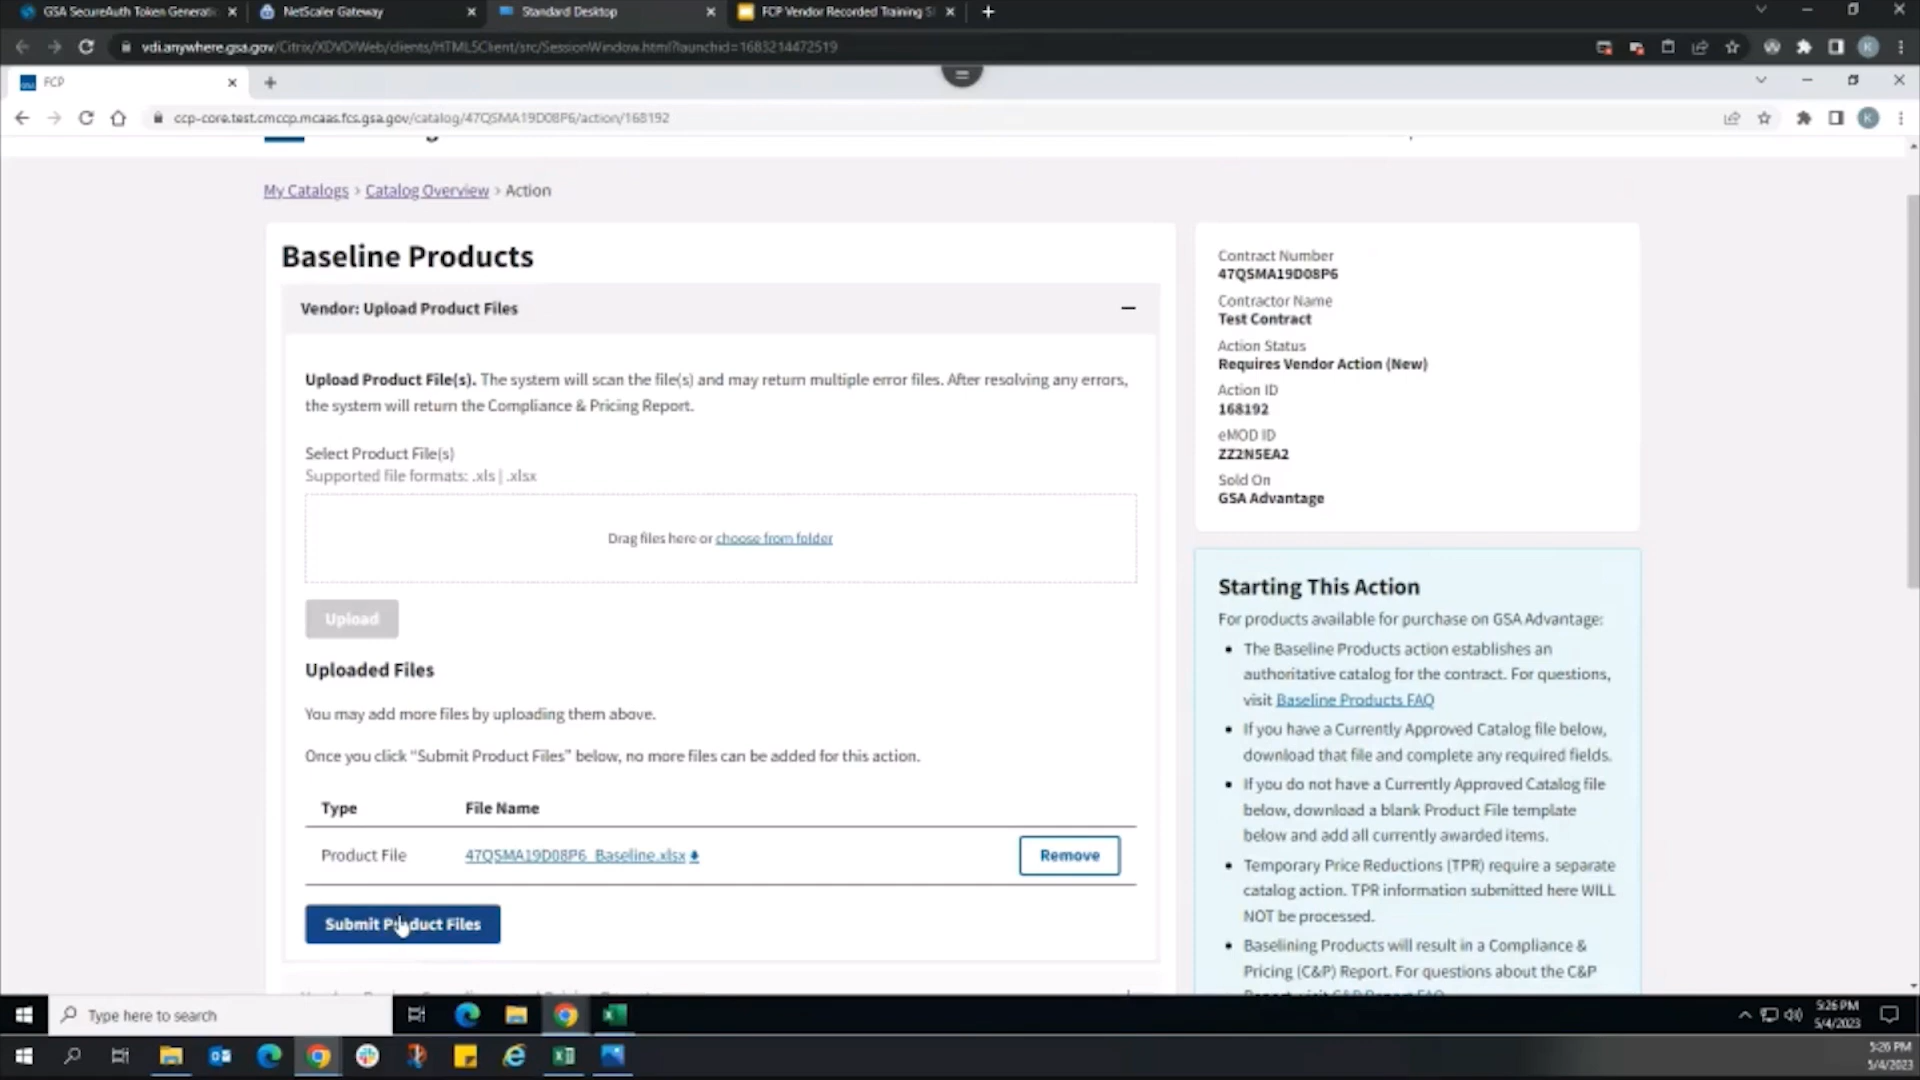 GSA SecureAuth Token Generati
NetScaler Gateway
Standard Desktop
FCP Vendor Recorded Training S
vdi.anywhere.gsa.gov/Citrix/XDVDIWeb/clients/HTML5Client/src/SessionWindow.html?launchid=1683214472519
FCP
ccp-core.test.cmccp.mcaas.fcs.gsa.gov/catalog/47QSMA19D08P6/action/168192
My Catalogs > Catalog Overview > Action
Baseline Products
Vendor: Upload Product Files
Upload Product File(s). The system will scan the file(s) and may return multiple error files. After resolving any errors,
the system will return the Compliance & Pricing Report.
Select Product File(s)
Supported file formats: .xls | .xlsx
Drag files here or choose from folder
Upload
Uploaded Files
You may add more files by uploading them above.
Once you click "Submit Product Files" below, no more files can be added for this action.
Type File Name
Product File 47QSMA19D08P6_Baseline.xlsx Remove
Submit Product Files
Contract Number
47QSMA19D08P6
Contractor Name
Test Contract
Action Status
Requires Vendor Action (New)
Action ID
168192
eMOD ID
ZZ2N5EA2
Sold On
GSA Advantage
Starting This Action
For products available for purchase on GSA Advantage:
• The Baseline Products action establishes an
authoritative catalog for the contract. For questions,
visit Baseline Products FAQ
• If you have a Currently Approved Catalog file below,
download that file and complete any required fields.
• If you do not have a Currently Approved Catalog file
below, download a blank Product File template
below and add all currently awarded items.
• Temporary Price Reductions (TPR) require a separate
catalog action. TPR information submitted here WILL
NOT be processed.
• Baselining Products will result in a Compliance &
Pricing (C&P) Report. For questions about the C&P
Type here to search
5:26 PM
5/4/2023
5:26 PM
5/4/2023